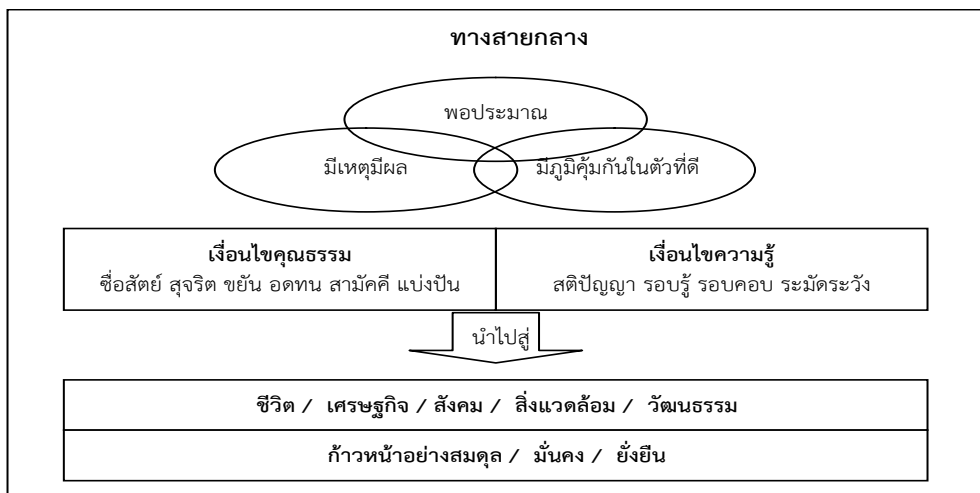 ทางสายกลาง
พอประมาณ
มีเหตุมีผล
มีภูมิคุ้มกันในตัวที่ดี
เงื่อนไขคุณธรรม
ซื่อสัตย์ สุจริต ขยัน อดทน สามัคคี แบ่งปัน
เงื่อนไขความรู้
สติปัญญา รอบรู้ รอบคอบ ระมัดระวัง
นำไปสู่
ชีวิต / เศรษฐกิจ / สังคม / สิ่งแวดล้อม / วัฒนธรรม
ก้าวหน้าอย่างสมดุล / มั่นคง / ยั่งยืน